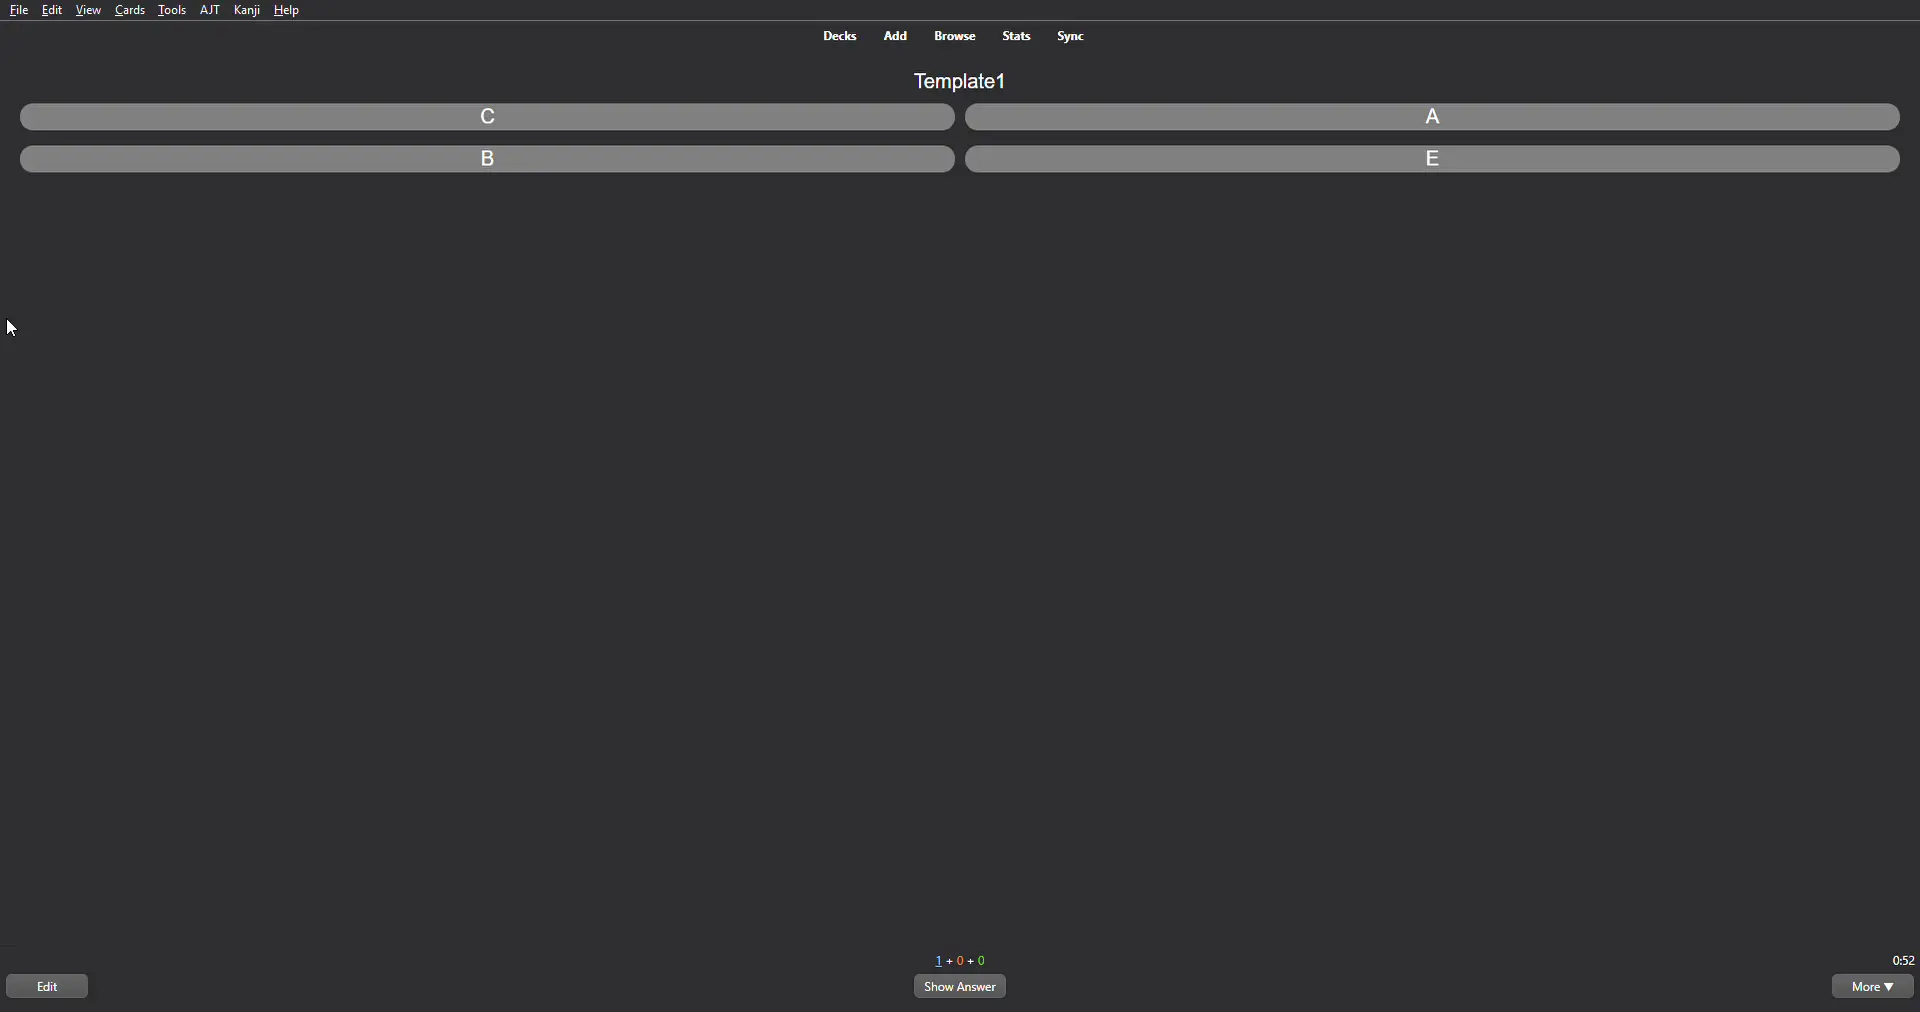 File Edit View Cards Tools AJT Kanji Help
Decks Add Browse Stats Sync
Template1
C A
B E
1 + 0 + 0 0:52
Edit Show Answer More ▼